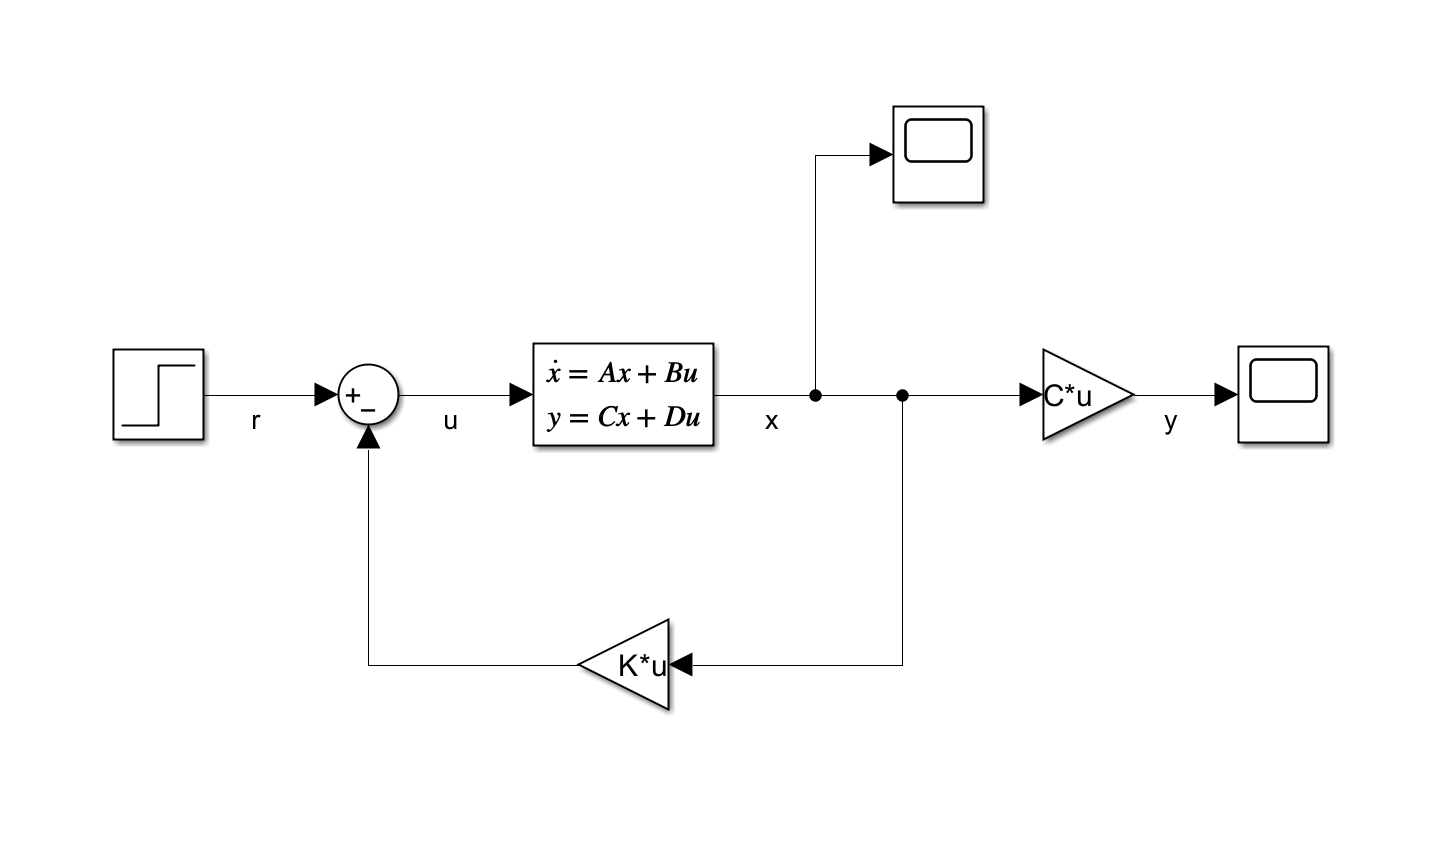 ẋ = Ax + Bu
y = Cx + Du
+
−
C*u
r
u
x
y
K*u